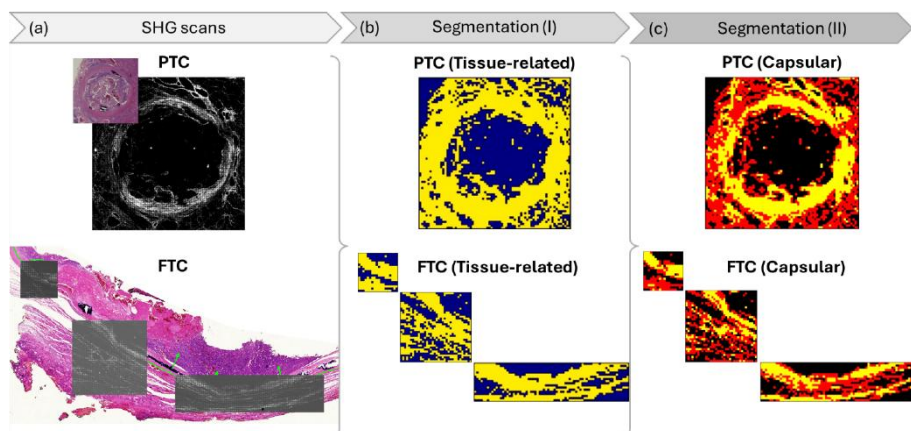 (a) SHG scans
(b) Segmentation (I)
(c) Segmentation (II)
PTC
PTC (Tissue-related)
PTC (Capsular)
FTC
FTC (Tissue-related)
FTC (Capsular)